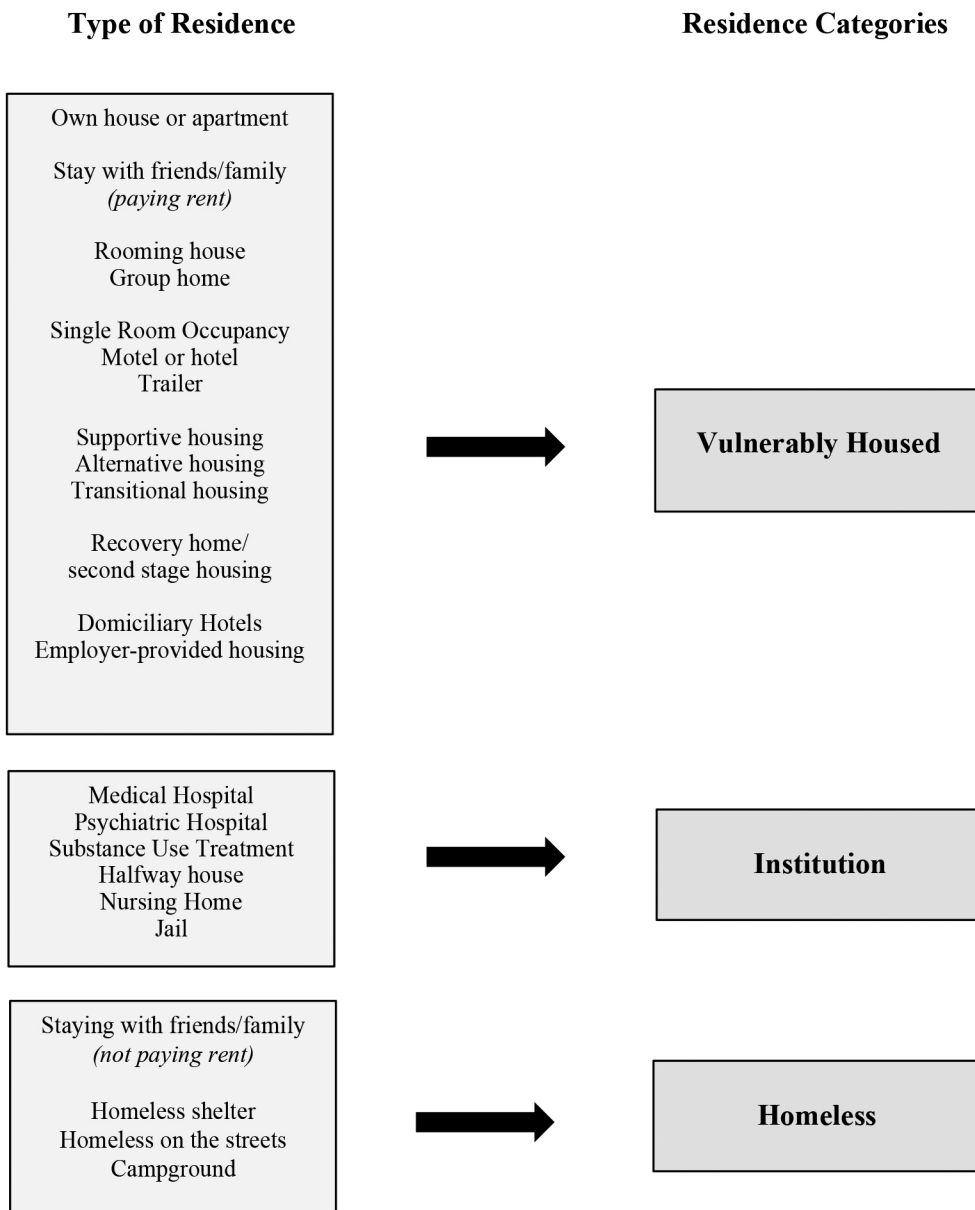 Type of Residence
Residence Categories
Own house or apartment
Stay with friends/family
(paying rent)
Rooming house
Group home
Single Room Occupancy
Motel or hotel
Trailer
Supportive housing
Alternative housing
Transitional housing
Recovery home/
second stage housing
Domiciliary Hotels
Employer-provided housing
Vulnerably Housed
Medical Hospital
Psychiatric Hospital
Substance Use Treatment
Halfway house
Nursing Home
Jail
Institution
Staying with friends/family
(not paying rent)
Homeless shelter
Homeless on the streets
Campground
Homeless